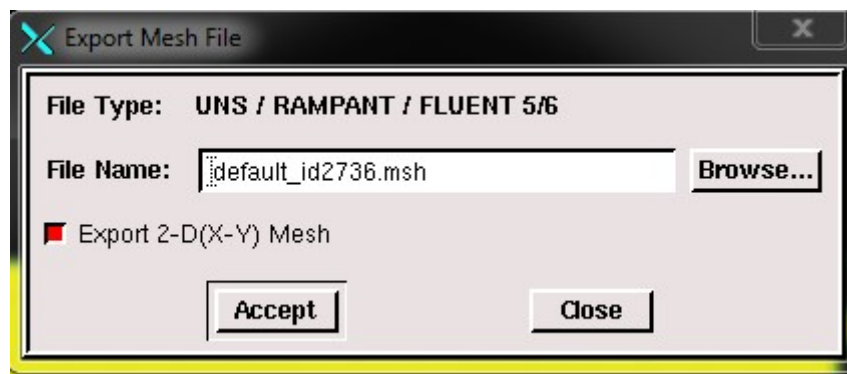 Export Mesh File
File Type: UNS / RAMPANT / FLUENT 5/6
File Name: default_id2736.msh Browse...
Export 2-D(X-Y) Mesh
Accept Close